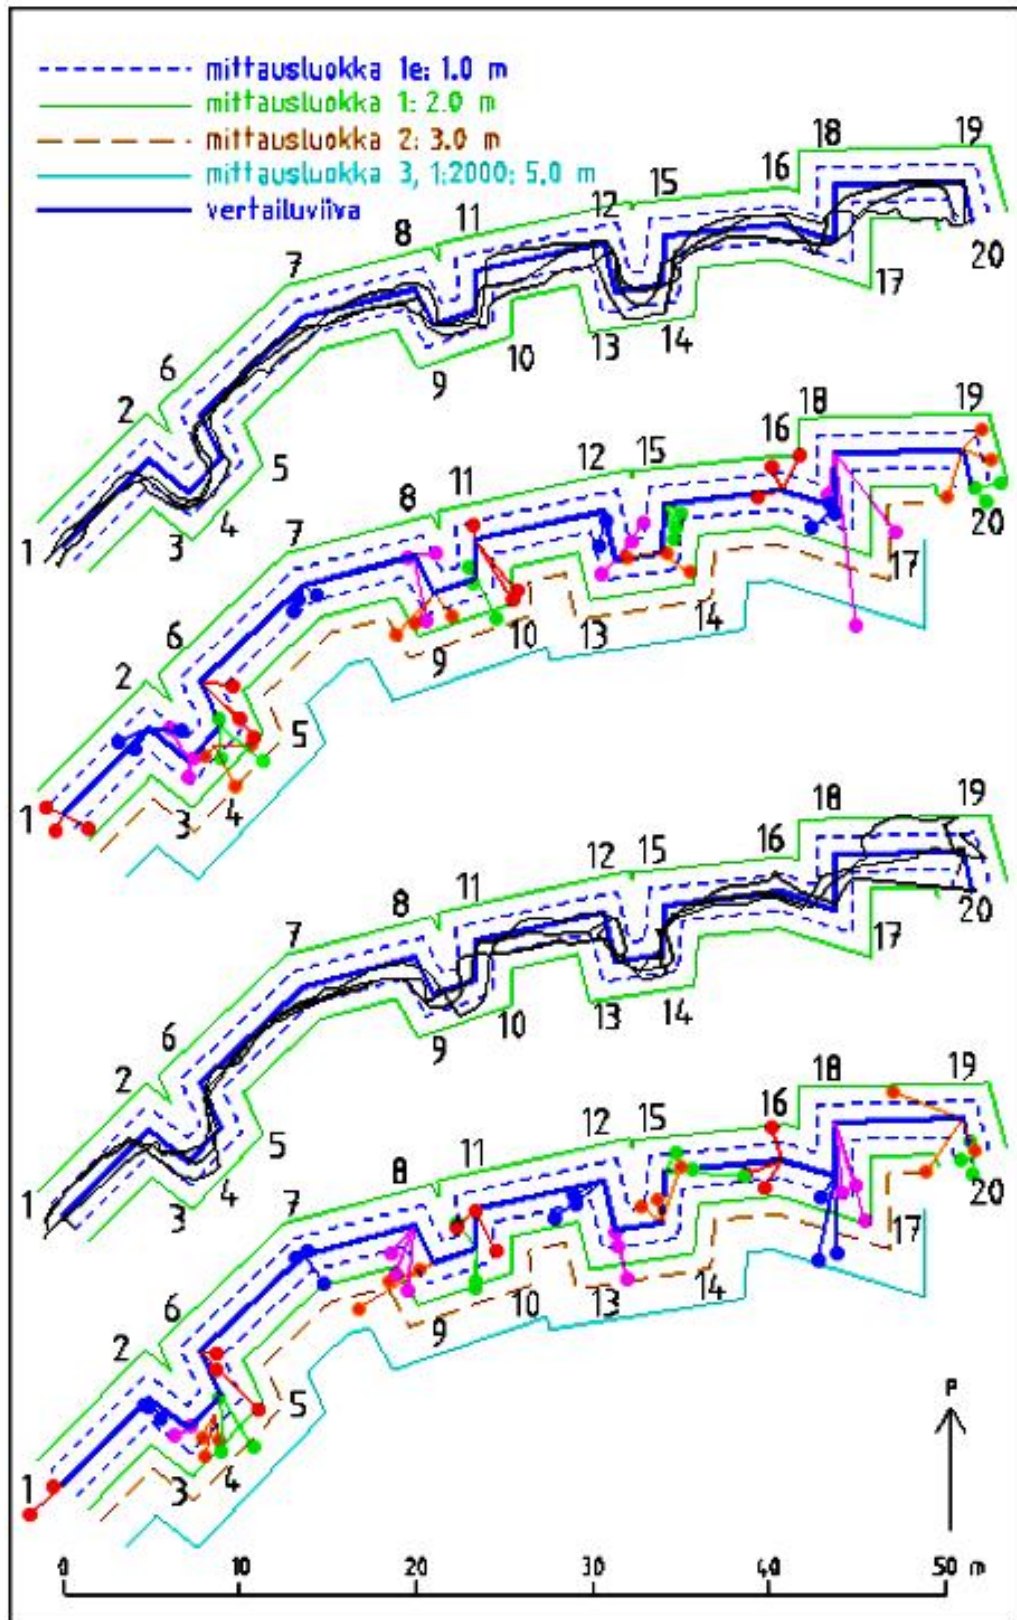 mittausluokka 1e: 1.0 m
mittausluokka 1: 2.0 m
mittausluokka 2: 3.0 m
mittausluokka 3, 1:2000: 5.0 m
vertailuviiva
1 2 3 4 5 6 7 8 9 10 11 12 13 14 15 16 17 18 19 20
1 2 3 4 5 6 7 8 9 10 11 12 13 14 15 16 17 18 19 20
1 2 3 4 5 6 7 8 9 10 11 12 13 14 15 16 17 18 19 20
1 2 3 4 5 6 7 8 9 10 11 12 13 14 15 16 17 18 19 20
P
0 10 20 30 40 50 m